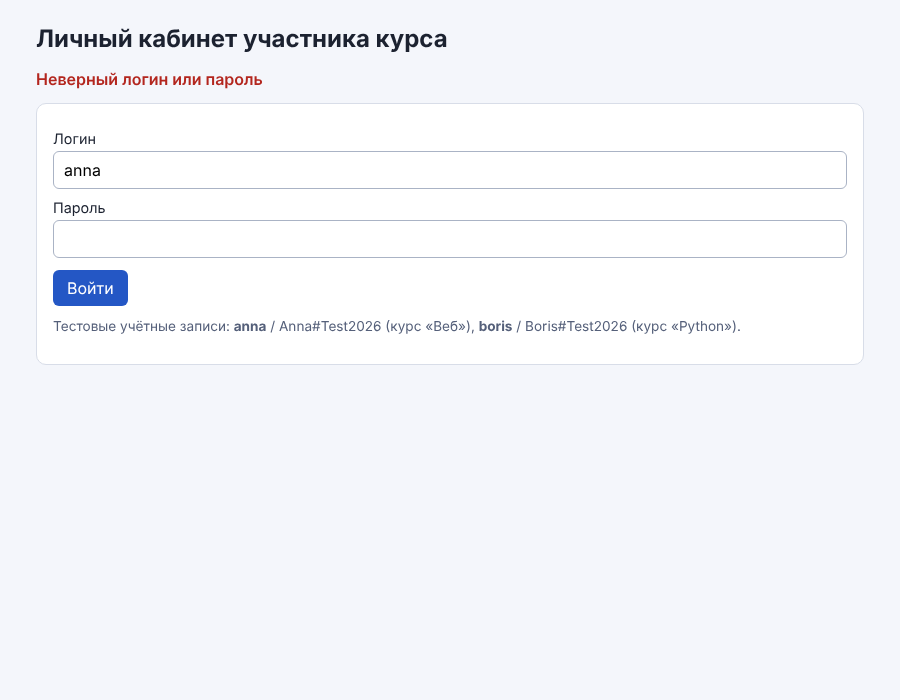 Личный кабинет участника курса
Неверный логин или пароль
Логин
anna
Пароль
Войти
Тестовые учётные записи: anna / Anna#Test2026 (курс «Веб»), boris / Boris#Test2026 (курс «Python»).